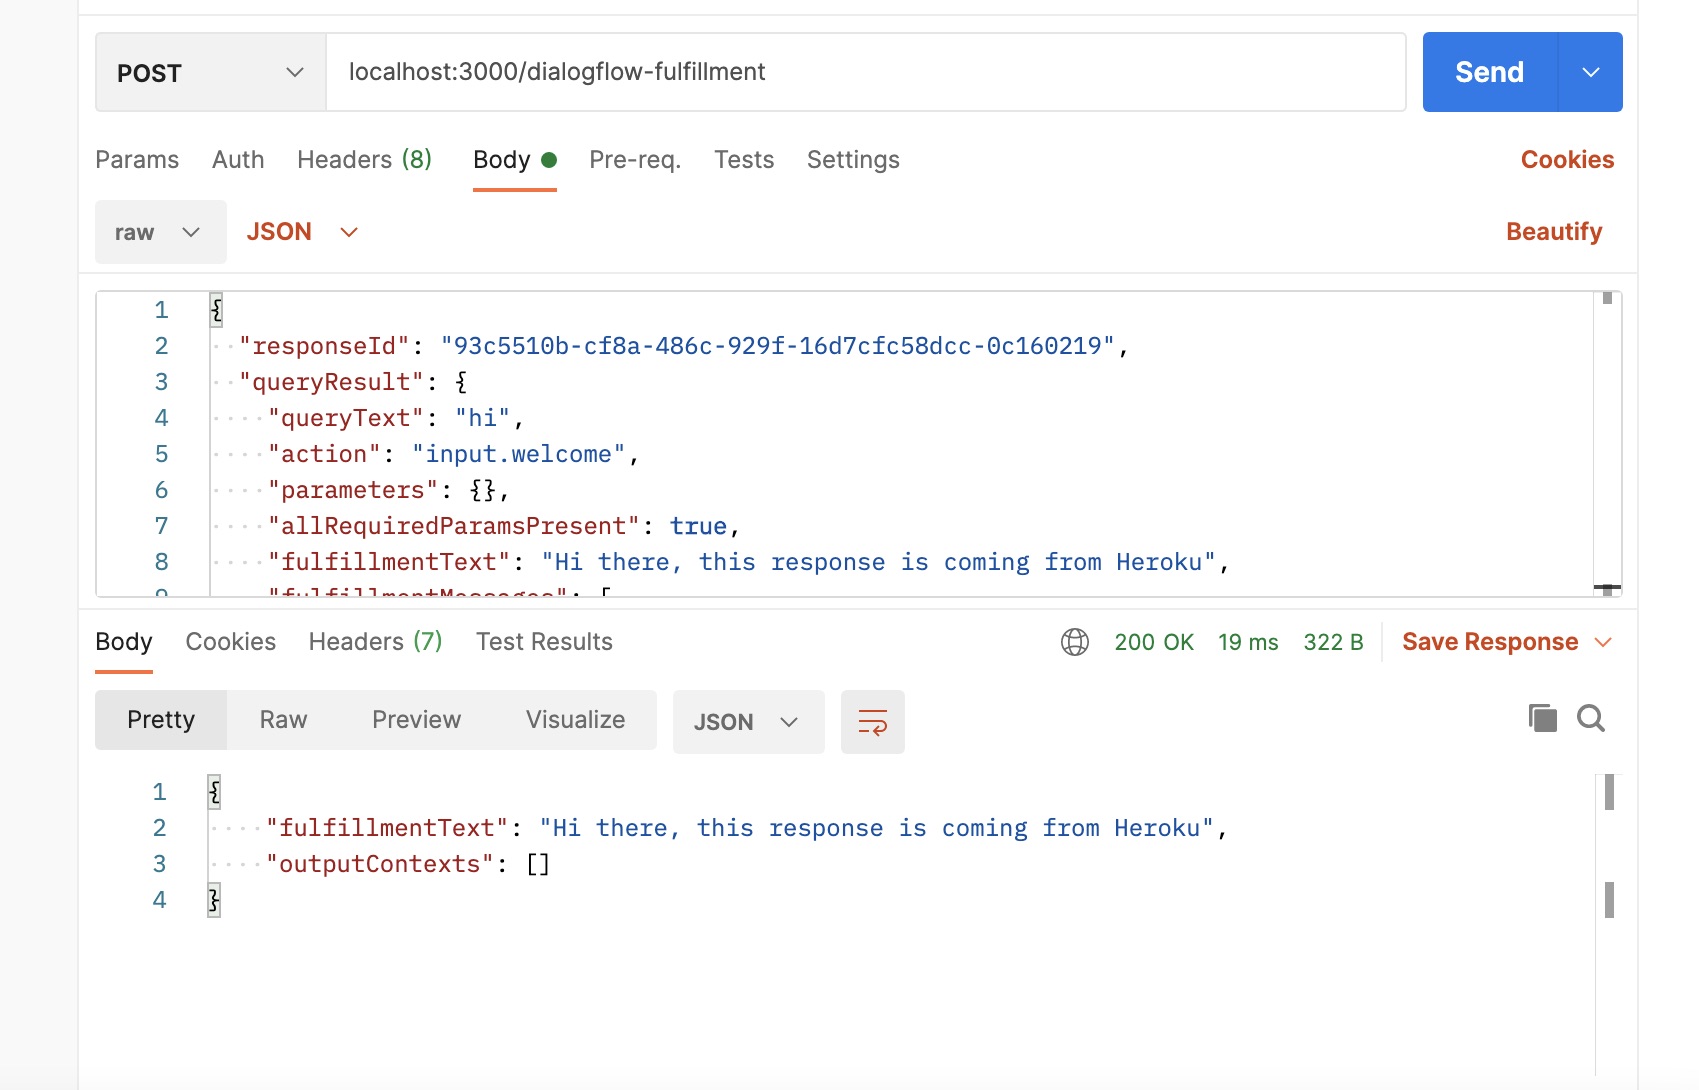 POST localhost:3000/dialogflow-fulfillment Send
Params Auth Headers (8) Body Pre-req. Tests Settings Cookies
raw JSON Beautify
1 {
2 "responseId": "93c5510b-cf8a-486c-929f-16d7cfc58dcc-0c160219",
3 "queryResult": {
4 "queryText": "hi",
5 "action": "input.welcome",
6 "parameters": {},
7 "allRequiredParamsPresent": true,
8 "fulfillmentText": "Hi there, this response is coming from Heroku",
9 "fulfillmentMessages": [
Body Cookies Headers (7) Test Results 200 OK 19 ms 322 B Save Response
Pretty Raw Preview Visualize JSON
1 {
2 "fulfillmentText": "Hi there, this response is coming from Heroku",
3 "outputContexts": []
4 }